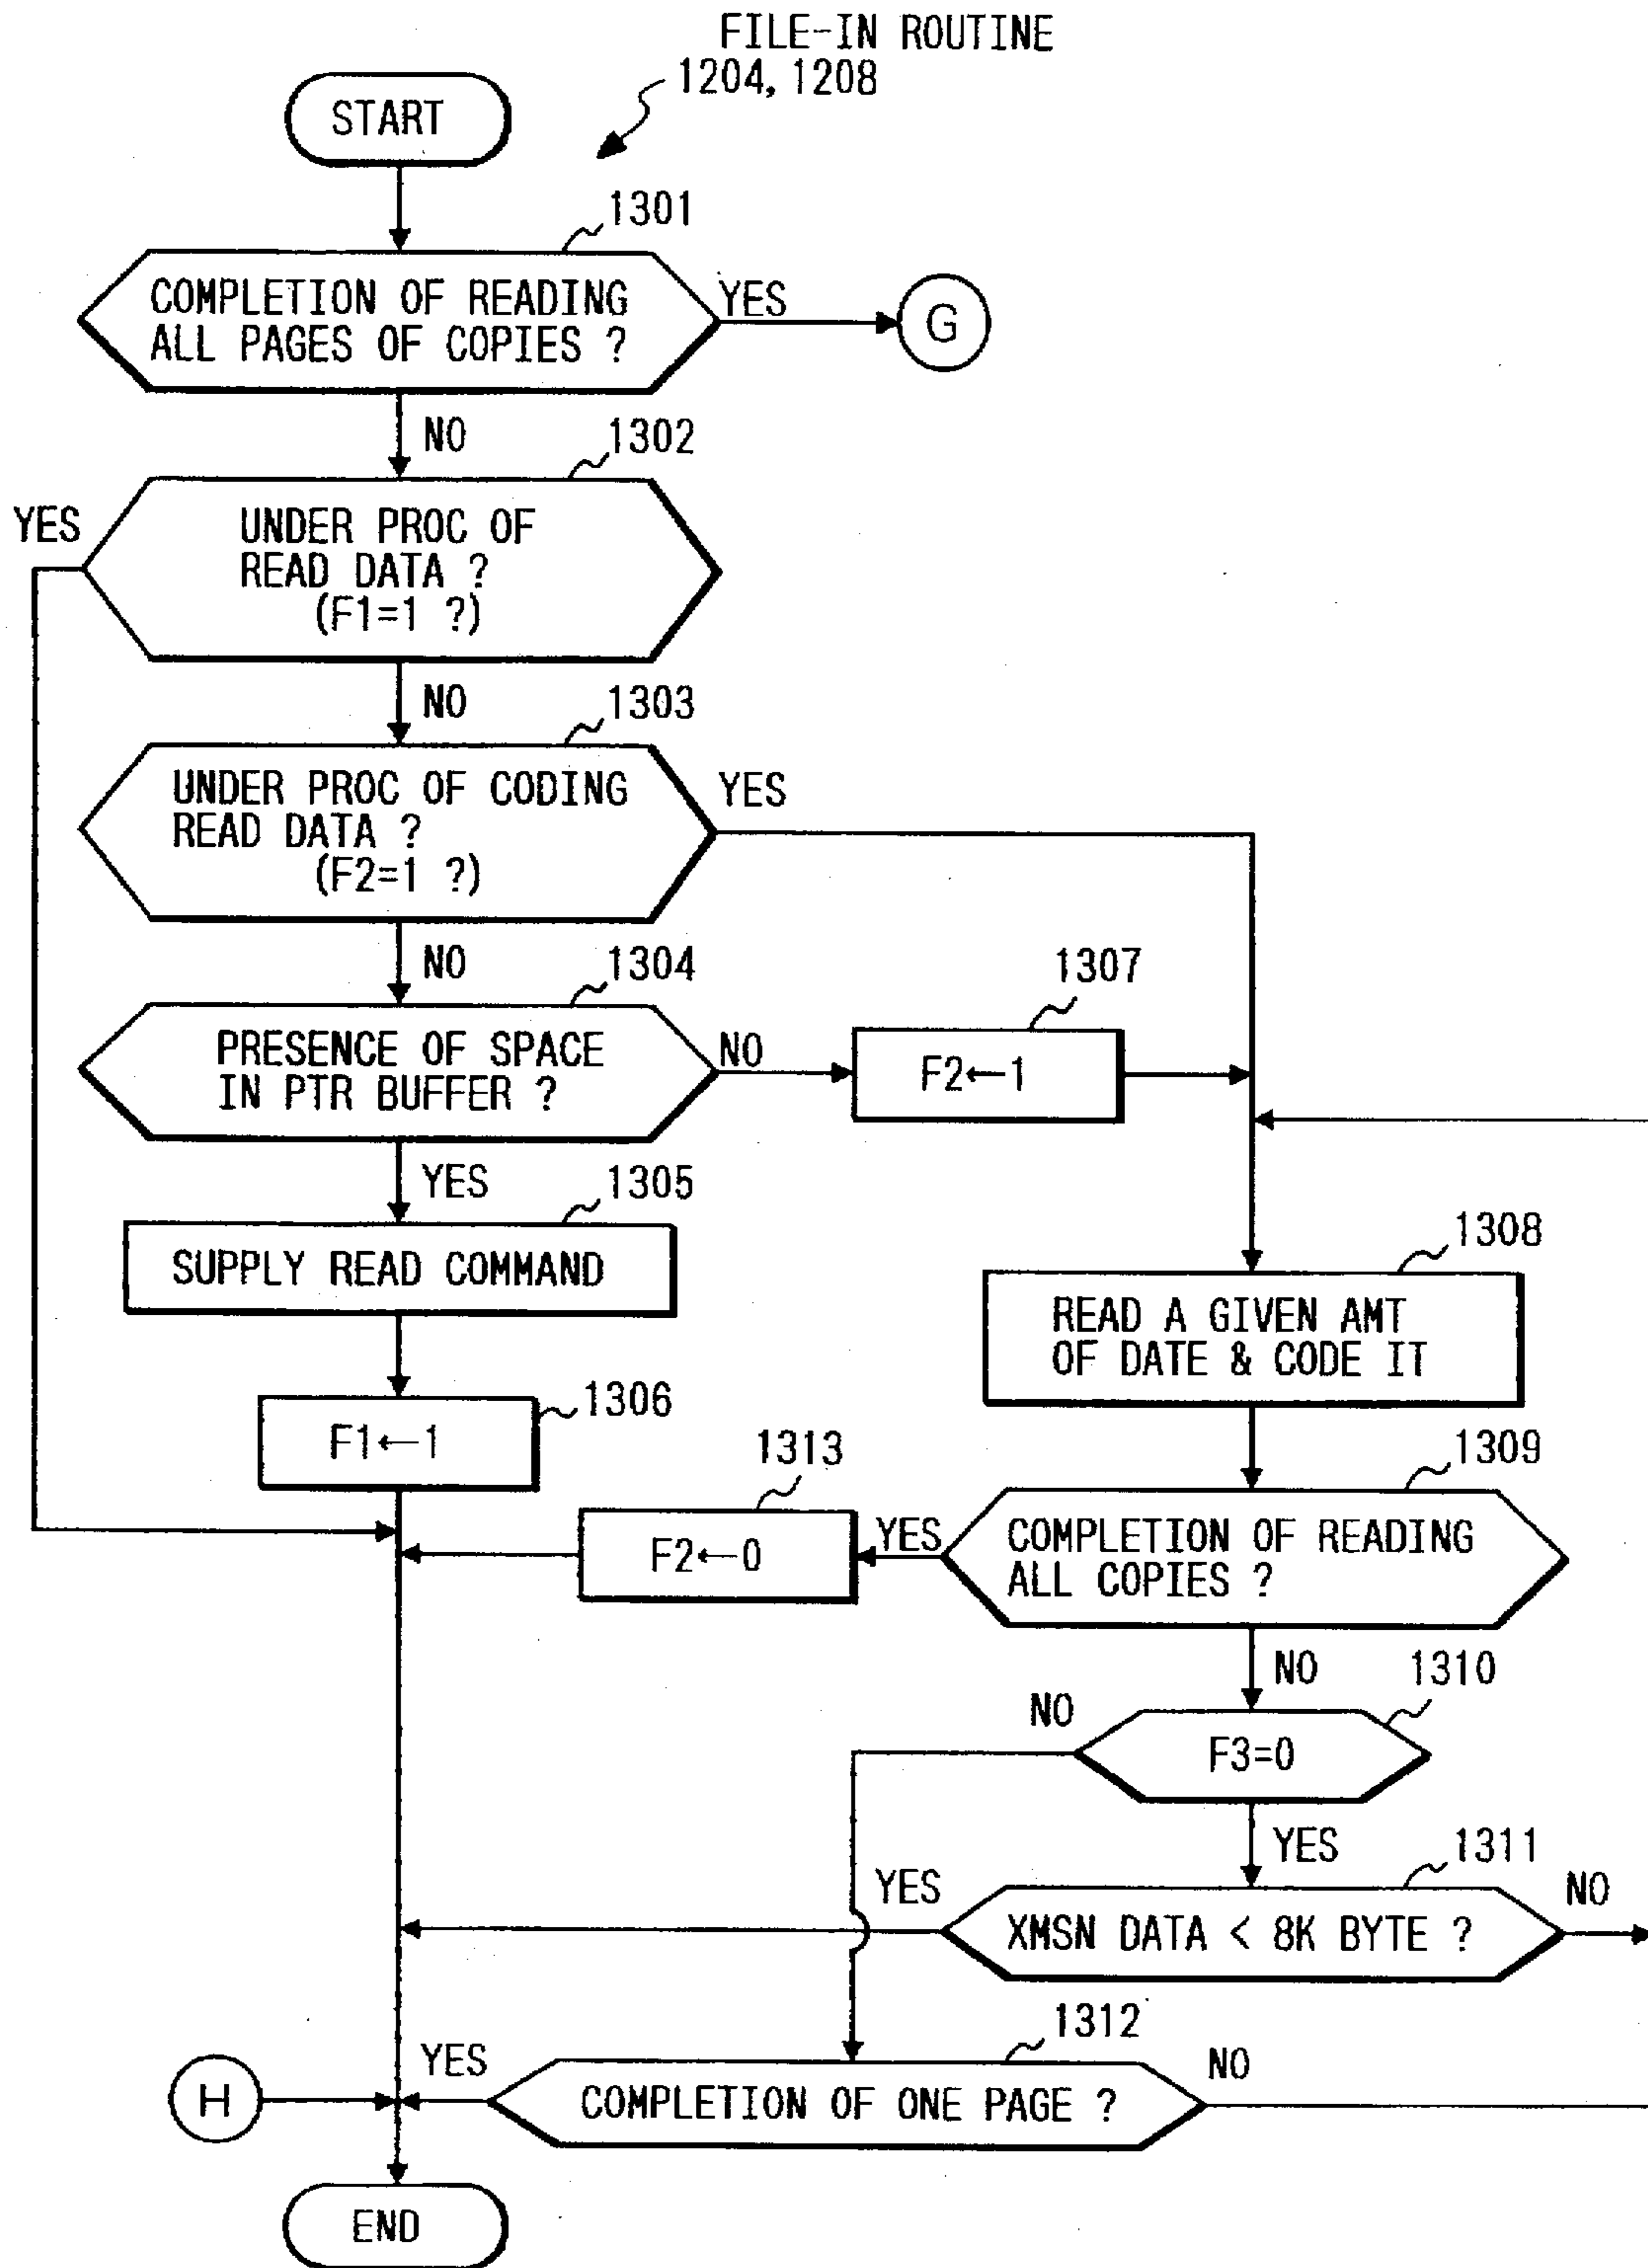 FILE-IN ROUTINE
1204, 1208
START
1301
COMPLETION OF READING
ALL PAGES OF COPIES ?
YES
G
NO
1302
YES
UNDER PROC OF
READ DATA ?
(F1=1 ?)
NO
1303
UNDER PROC OF CODING
READ DATA ?
(F2=1 ?)
YES
NO
1304
PRESENCE OF SPACE
IN PTR BUFFER ?
NO
1307
F2←1
YES
1305
SUPPLY READ COMMAND
1308
READ A GIVEN AMT
OF DATE & CODE IT
1306
F1←1
1313
F2←0
YES
1309
COMPLETION OF READING
ALL COPIES ?
NO
1310
NO
F3=0
YES
1311
YES
XMSN DATA < 8K BYTE ?
NO
1312
H
YES
COMPLETION OF ONE PAGE ?
NO
END